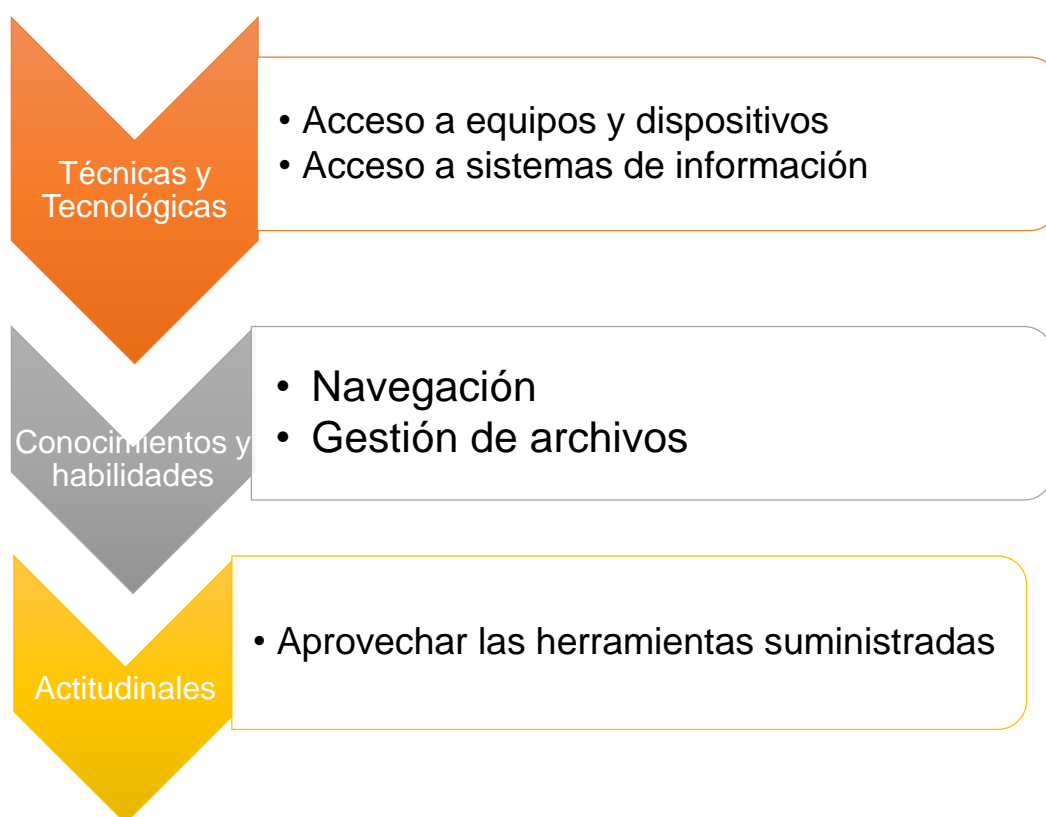 Técnicas y
Tecnológicas
• Acceso a equipos y dispositivos
• Acceso a sistemas de información
Conocimientos y
habilidades
• Navegación
• Gestión de archivos
Actitudinales
• Aprovechar las herramientas suministradas